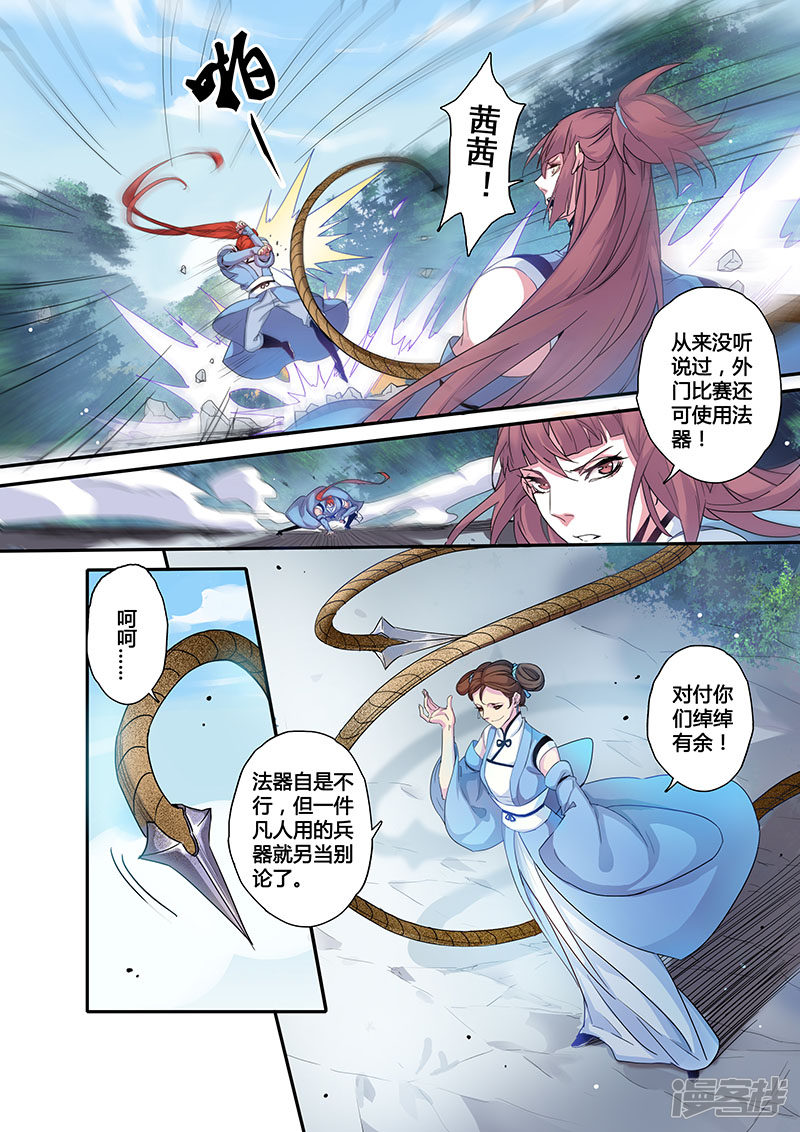 啪
茜茜！
从来没听
说过，外
门比赛还
可使用法
器！
呵呵
……
法器自是不
行，但一件
凡人用的兵
器就另当别
论了。
对付你
们绰绰
有余！
漫客栈